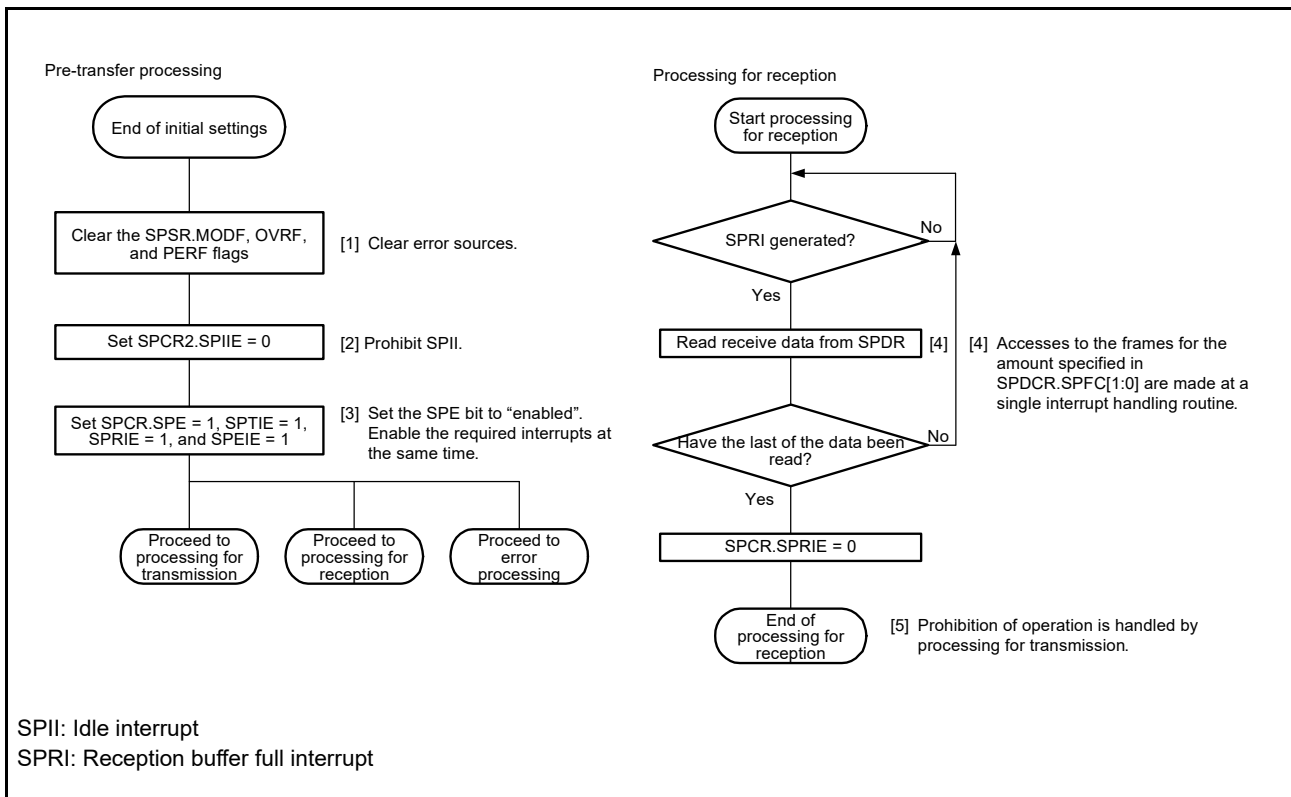 Pre-transfer processing
End of initial settings
Clear the SPSR.MODF, OVRF,
and PERF flags
[1] Clear error sources.
Set SPCR2.SPIIE = 0
[2] Prohibit SPII.
Set SPCR.SPE = 1, SPTIE = 1,
SPRIE = 1, and SPEIE = 1
[3] Set the SPE bit to “enabled”.
Enable the required interrupts at
the same time.
Proceed to
processing for
transmission
Proceed to
processing for
reception
Proceed to
error
processing
Processing for reception
Start processing
for reception
SPRI generated?
No
Yes
Read receive data from SPDR
[4]
[4] Accesses to the frames for the
amount specified in
SPDCR.SPFC[1:0] are made at a
single interrupt handling routine.
Have the last of the data been
read?
No
Yes
SPCR.SPRIE = 0
End of
processing for
reception
[5] Prohibition of operation is handled by
processing for transmission.
SPII: Idle interrupt
SPRI: Reception buffer full interrupt